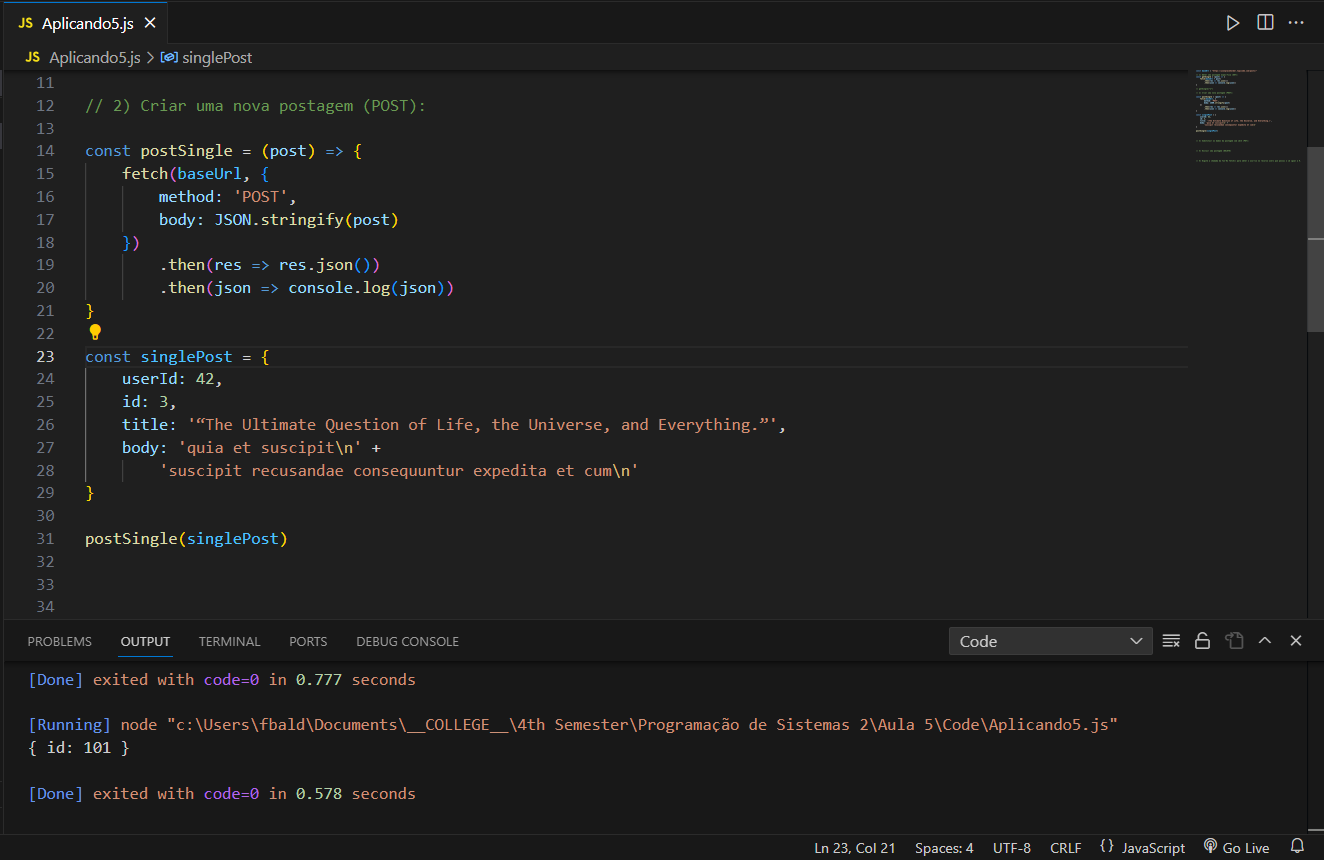 JS Aplicando5.js
JS Aplicando5.js > singlePost
11
12 // 2) Criar uma nova postagem (POST):
13
14 const postSingle = (post) => {
15 fetch(baseUrl, {
16 method: 'POST',
17 body: JSON.stringify(post)
18 })
19 .then(res => res.json())
20 .then(json => console.log(json))
21 }
22
23 const singlePost = {
24 userId: 42,
25 id: 3,
26 title: '“The Ultimate Question of Life, the Universe, and Everything.”',
27 body: 'quia et suscipit\n' +
28 'suscipit recusandae consequuntur expedita et cum\n'
29 }
30
31 postSingle(singlePost)
32
33
34
PROBLEMS OUTPUT TERMINAL PORTS DEBUG CONSOLE Code
[Done] exited with code=0 in 0.777 seconds
[Running] node "c:\Users\fbald\Documents\__COLLEGE__\4th Semester\Programação de Sistemas 2\Aula 5\Code\Aplicando5.js"
{ id: 101 }
[Done] exited with code=0 in 0.578 seconds
Ln 23, Col 21 Spaces: 4 UTF-8 CRLF {} JavaScript Go Live